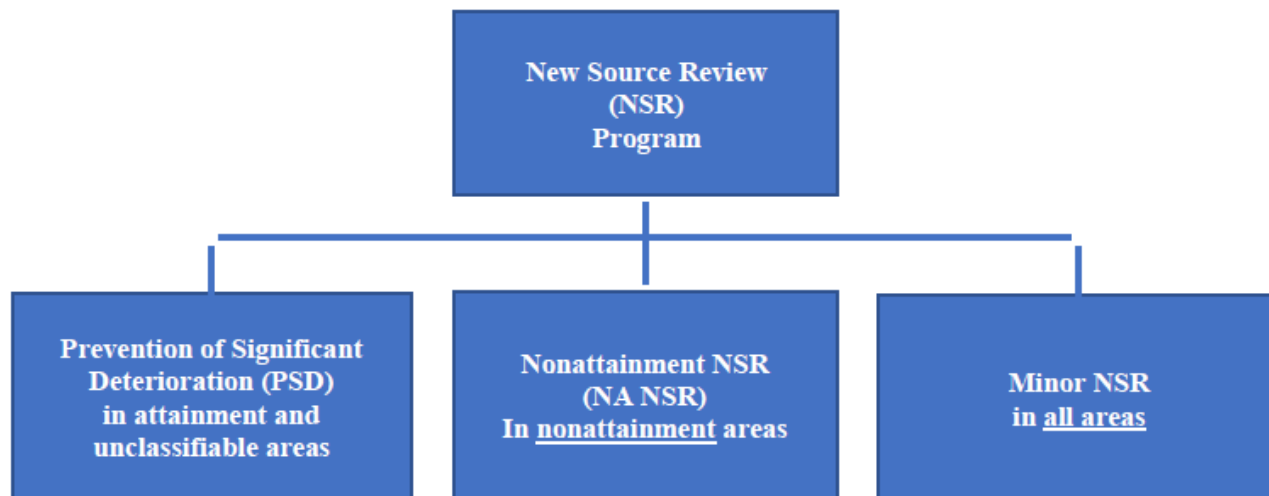 New Source Review
(NSR)
Program
Prevention of Significant
Deterioration (PSD)
in attainment and
unclassifiable areas
Nonattainment NSR
(NA NSR)
In nonattainment areas
Minor NSR
in all areas